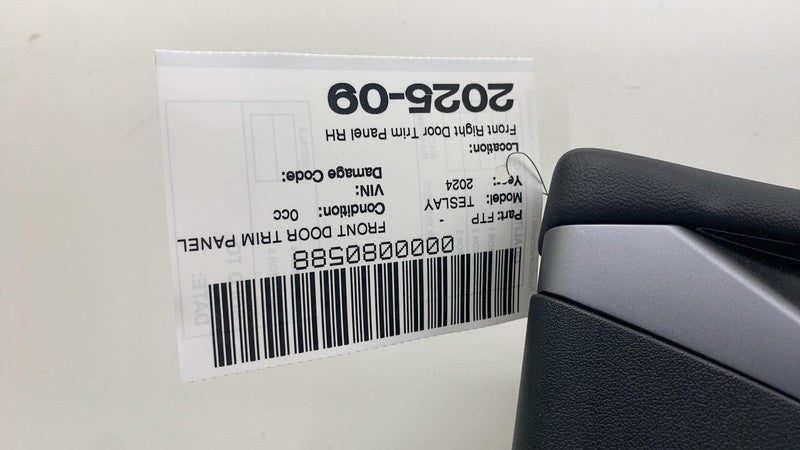 0000080588
FRONT DOOR TRIM PANEL
Part: FTP -
Condition: 0cc
Model: TESLAY
VIN:
Year: 2024
Damage Code:
Location:
Front Right Door Trim Panel RH
2025-09